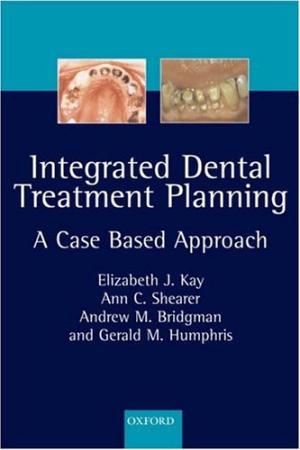 Integrated Dental
Treatment Planning
A Case Based Approach
Elizabeth J. Kay
Ann C. Shearer
Andrew M. Bridgman
and Gerald M. Humphris
OXFORD